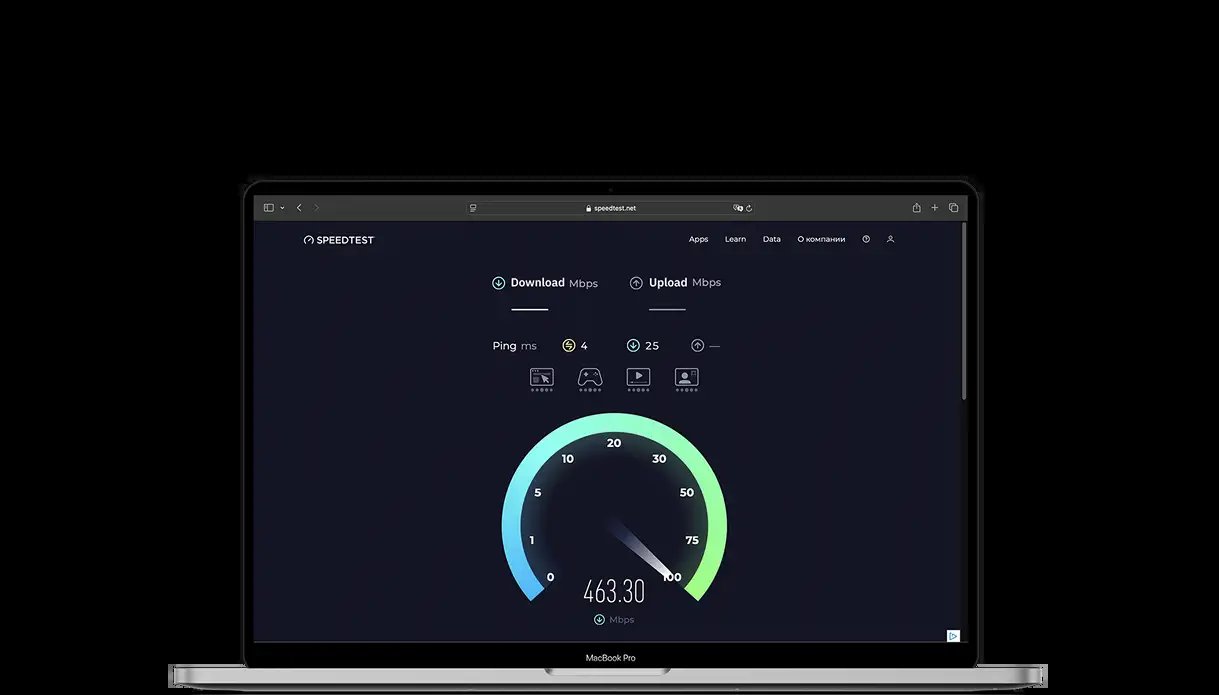 speedtest.net
SPEEDTEST
Apps Learn Data О компании
Download Mbps Upload Mbps
Ping ms 4 25 —
20
10 30
5 50
1 75
0 100
463.30
Mbps
MacBook Pro